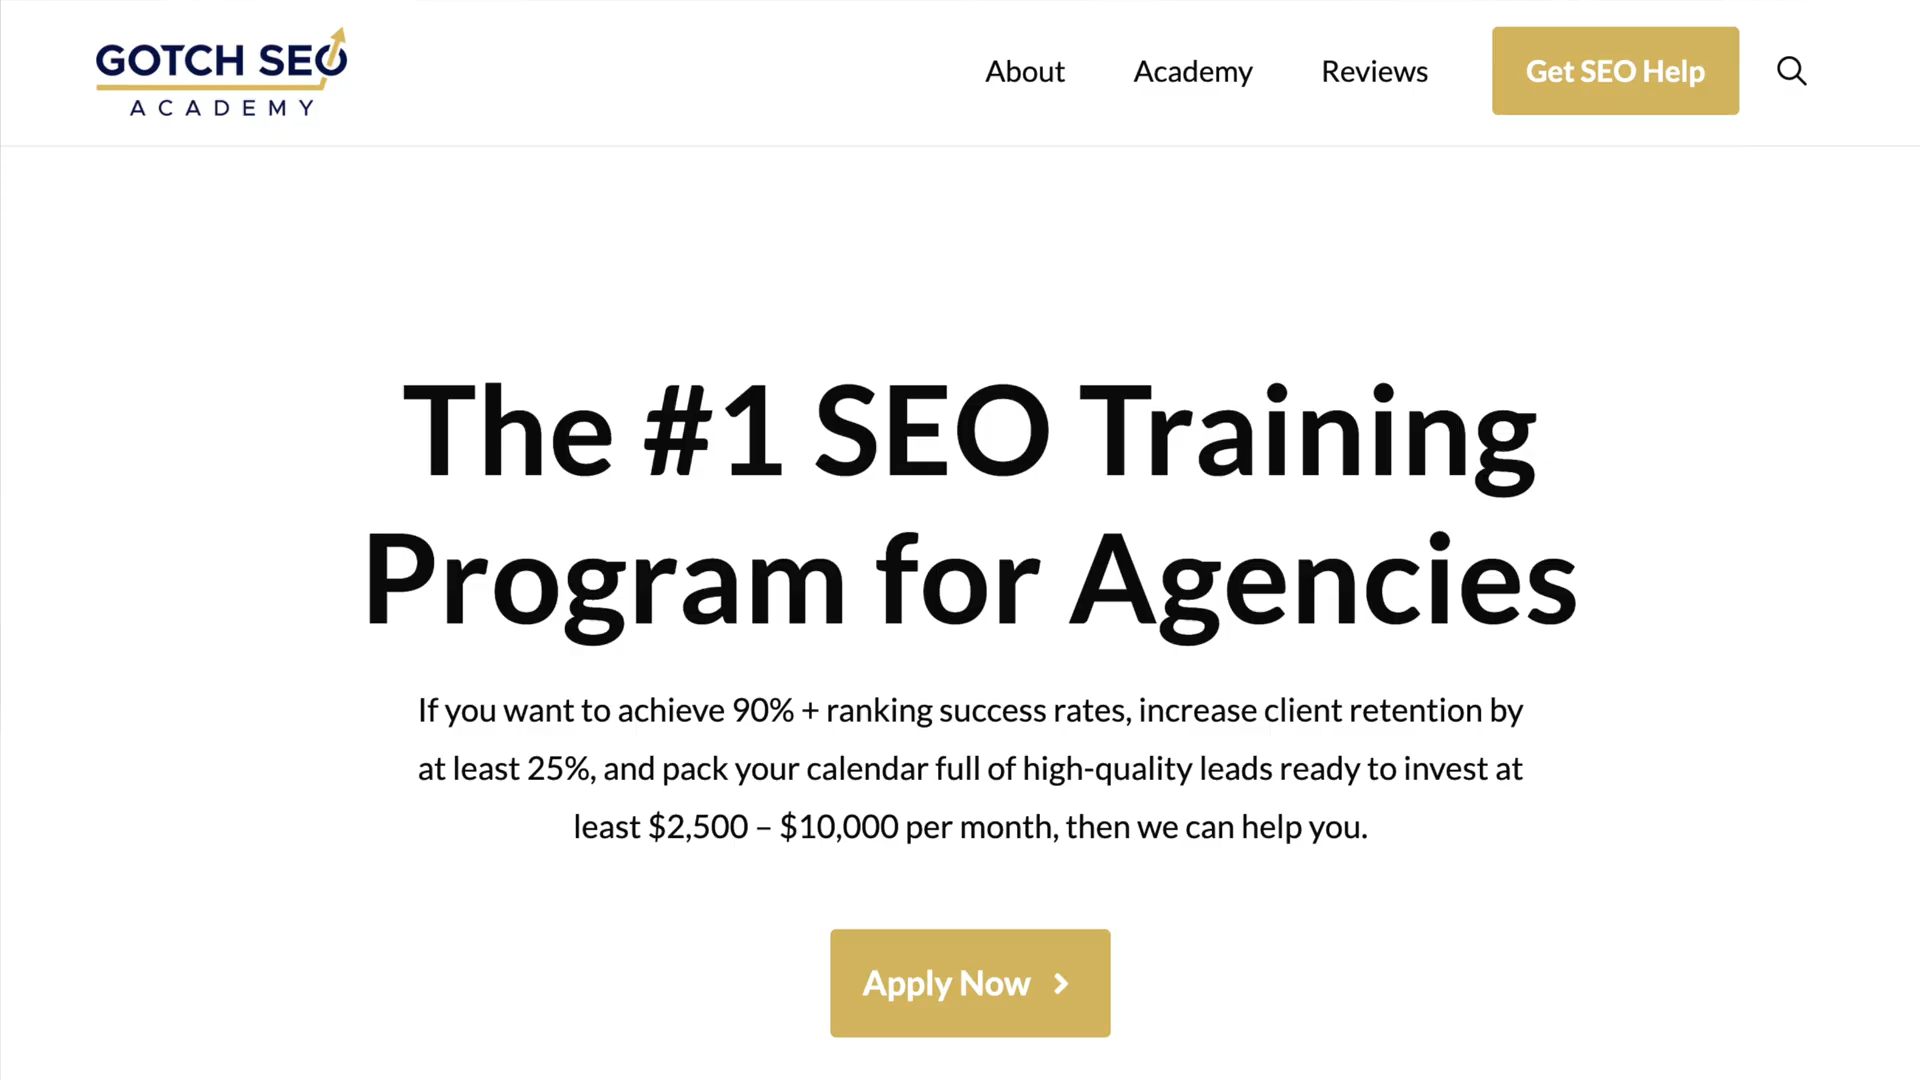 GOTCH SEO
ACADEMY
About
Academy
Reviews
Get SEO Help
The #1 SEO Training
Program for Agencies
If you want to achieve 90% + ranking success rates, increase client retention by
at least 25%, and pack your calendar full of high-quality leads ready to invest at
least $2,500 – $10,000 per month, then we can help you.
Apply Now